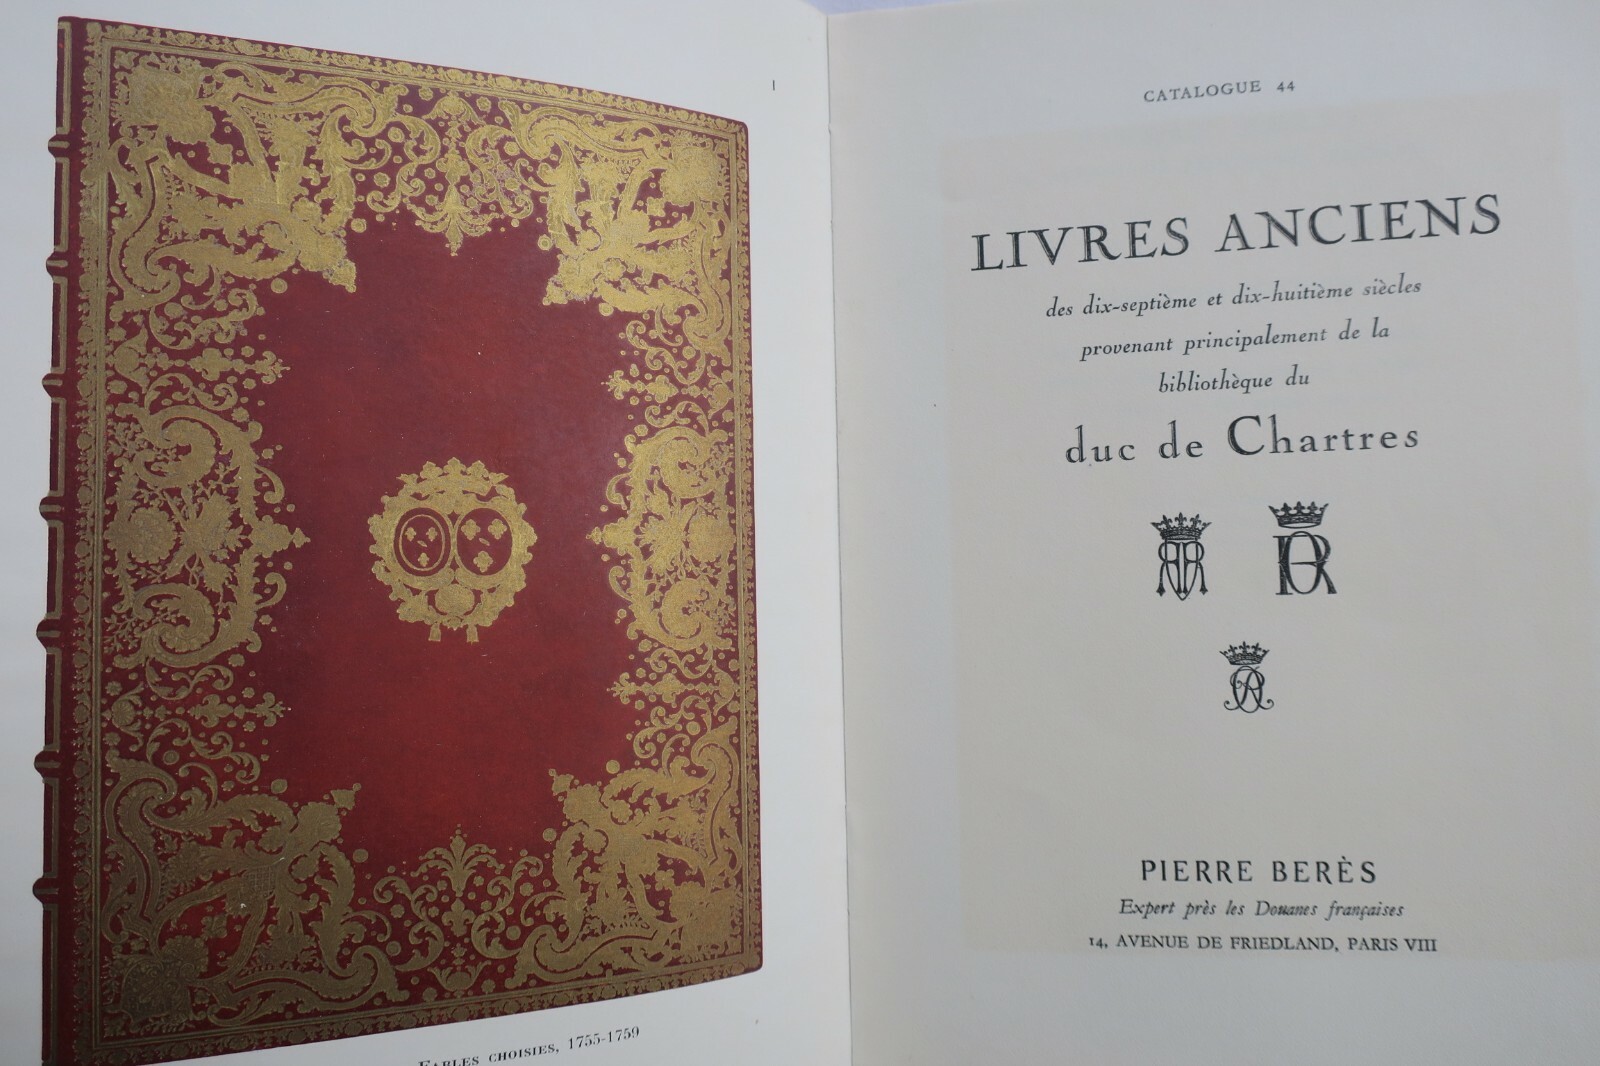 FABLES CHOISIES, 1755-1759
CATALOGUE 44
LIVRES ANCIENS
des dix-septième et dix-huitième siècles
provenant principalement de la
bibliothèque du
duc de Chartres
PIERRE BERÈS
Expert près les Douanes françaises
14, AVENUE DE FRIEDLAND, PARIS VIII